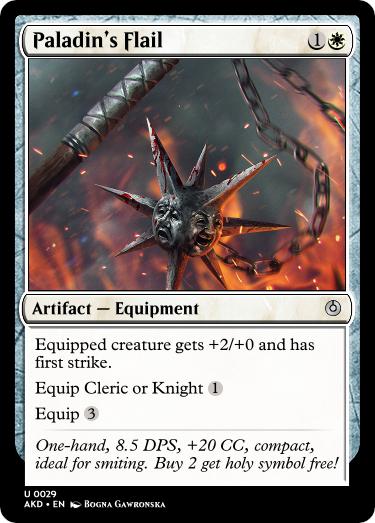 Paladin's Flail 1
Artifact — Equipment
Equipped creature gets +2/+0 and has
first strike.
Equip Cleric or Knight 1
Equip 3
One-hand, 8.5 DPS, +20 CC, compact,
ideal for smiting. Buy 2 get holy symbol free!
U 0029
AKD • EN Bogna Gawronska